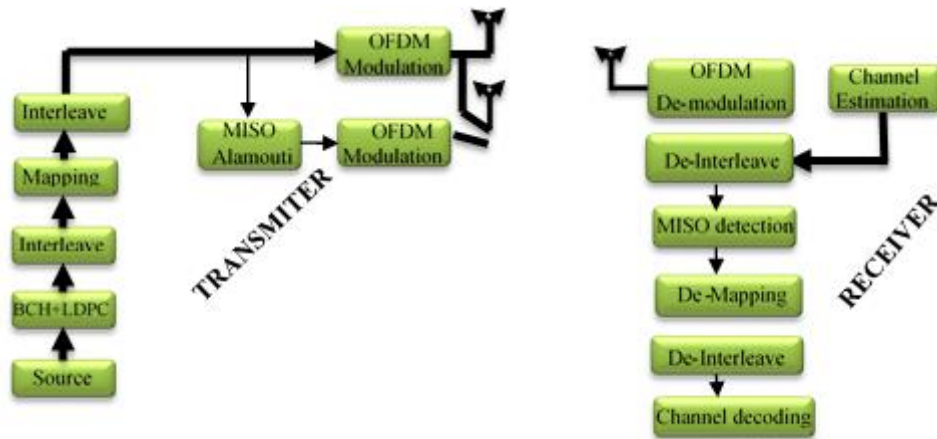 OFDM
Modulation
Interleave
MISO
Alamouti
OFDM
Modulation
Mapping
Interleave
BCH+LDPC
Source
TRANSMITER
OFDM
De-modulation
Channel
Estimation
De-Interleave
MISO detection
De-Mapping
De-Interleave
Channel decoding
RECEIVER